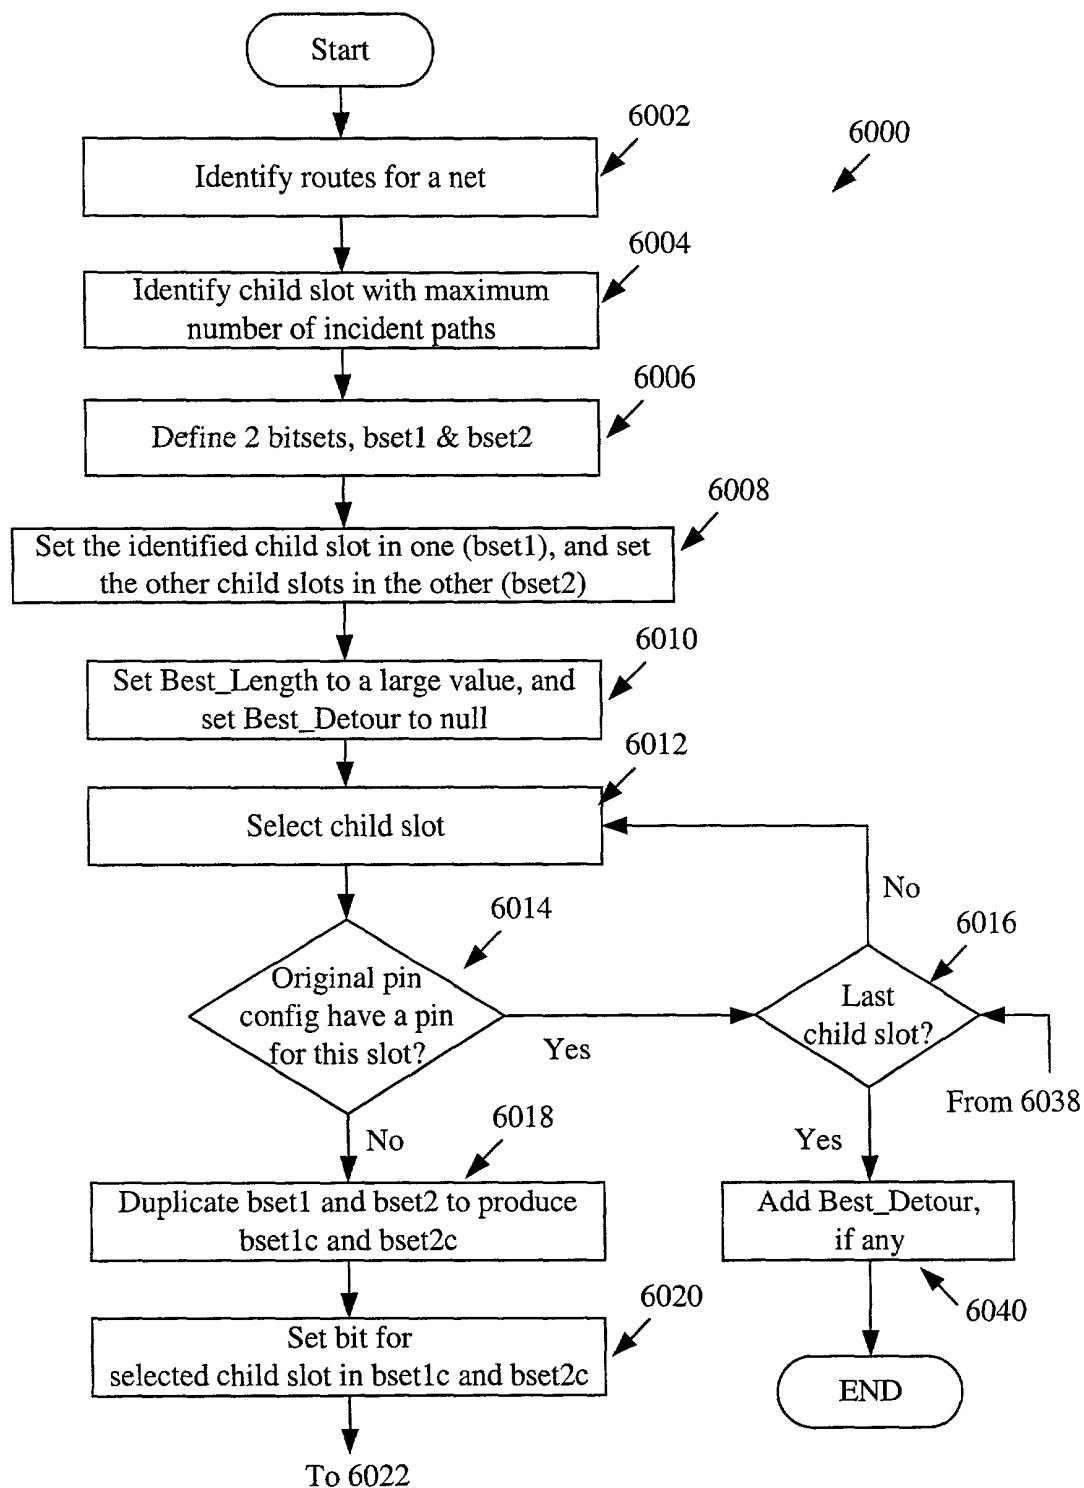 Start
6002
6000
Identify routes for a net
6004
Identify child slot with maximum
number of incident paths
6006
Define 2 bitsets, bset1 & bset2
6008
Set the identified child slot in one (bset1), and set
the other child slots in the other (bset2)
6010
Set Best_Length to a large value, and
set Best_Detour to null
6012
Select child slot
No
6014
6016
Original pin
config have a pin
for this slot?
Last
child slot?
Yes
From 6038
6018
No
Yes
Duplicate bset1 and bset2 to produce
bset1c and bset2c
Add Best_Detour,
if any
6020
6040
Set bit for
selected child slot in bset1c and bset2c
END
To 6022